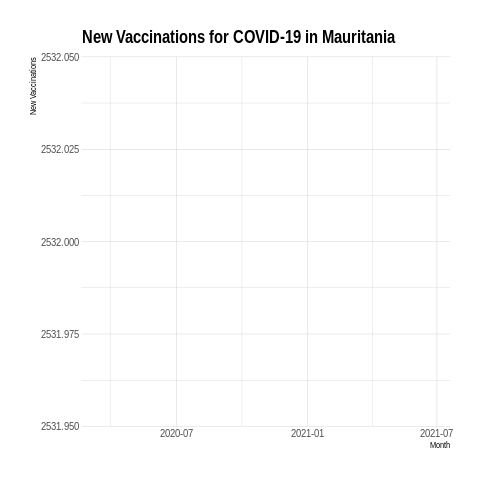 New Vaccinations for COVID-19 in Mauritania
New Vaccinations
2532.050
2532.025
2532.000
2531.975
2531.950
2020-07
2021-01
2021-07
Month